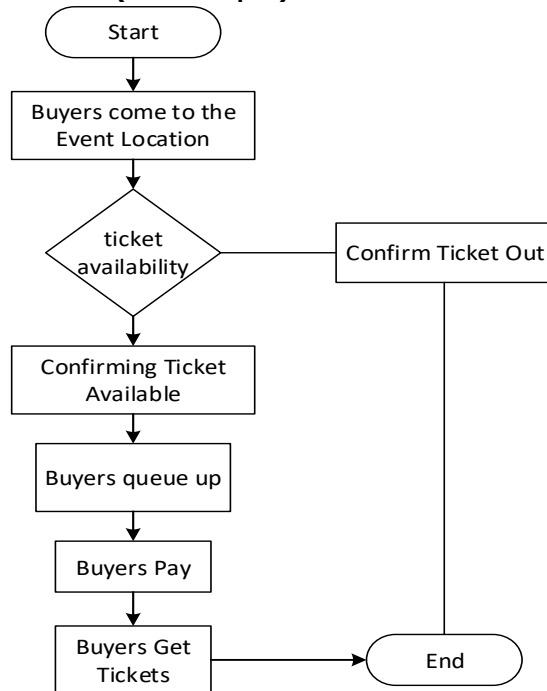 Start
Buyers come to the
Event Location
ticket
availability
Confirm Ticket Out
Confirming Ticket
Available
Buyers queue up
Buyers Pay
Buyers Get
Tickets
End